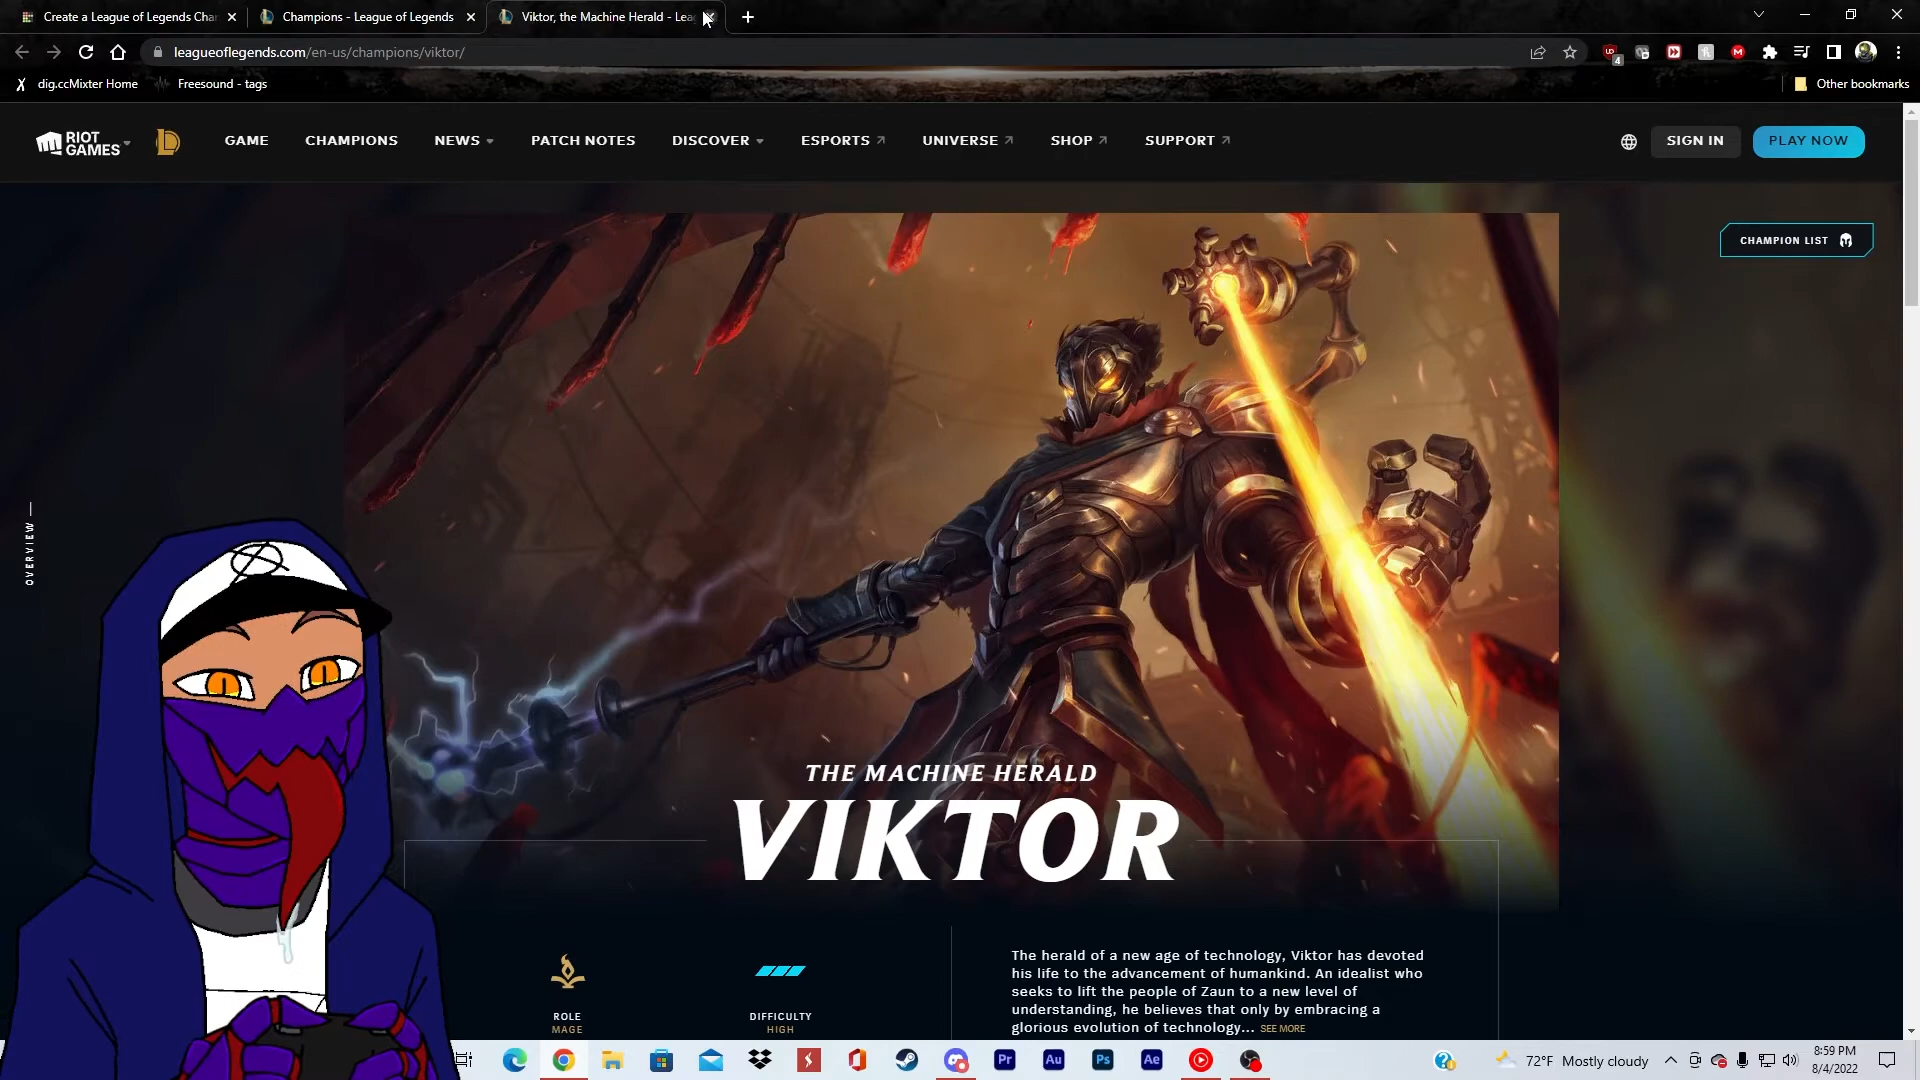 Create a League of Legends Cha
Champions - League of Legends
Viktor, the Machine Herald - Lea
leagueoflegends.com/en-us/champions/viktor/
4
dig.ccMixter Home
Freesound - tags
Other bookmarks
RIOT GAMES
GAME
CHAMPIONS
NEWS
PATCH NOTES
DISCOVER
ESPORTS
UNIVERSE
SHOP
SUPPORT
SIGN IN
PLAY NOW
CHAMPION LIST
OVERVIEW
THE MACHINE HERALD
VIKTOR
ROLE
MAGE
DIFFICULTY
HIGH
The herald of a new age of technology, Viktor has devoted
his life to the advancement of humankind. An idealist who
seeks to lift the people of Zaun to a new level of
understanding, he believes that only by embracing a
glorious evolution of technology... SEE MORE
Pr
Au
Ps
Ae
72°F Mostly cloudy
8:59 PM
8/4/2022